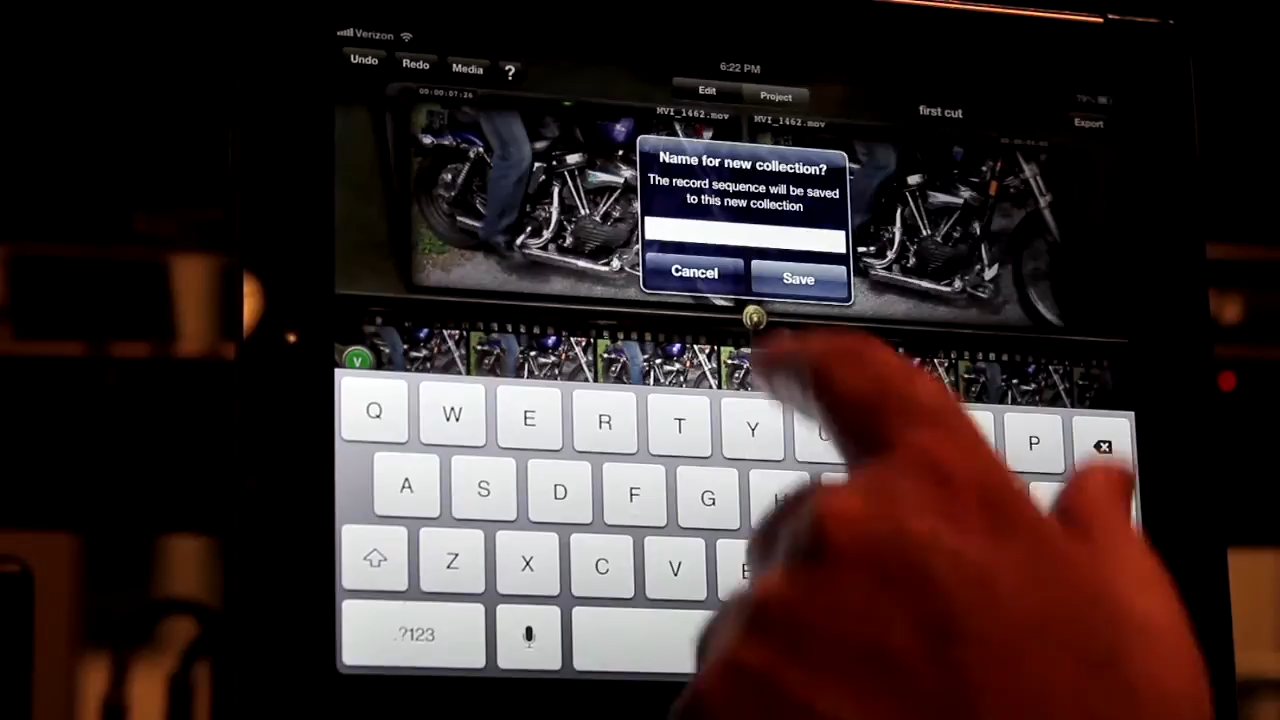 Verizon
6:22 PM
79%
Undo
Redo
Media
?
Edit
Project
first cut
Export
00:00:07:26
MVI_1462.mov
MVI_1462.mov
Name for new collection?
The record sequence will be saved
to this new collection
Cancel
Save
V
Q W E R T Y P
A S D F G H
Z X C V
.?123